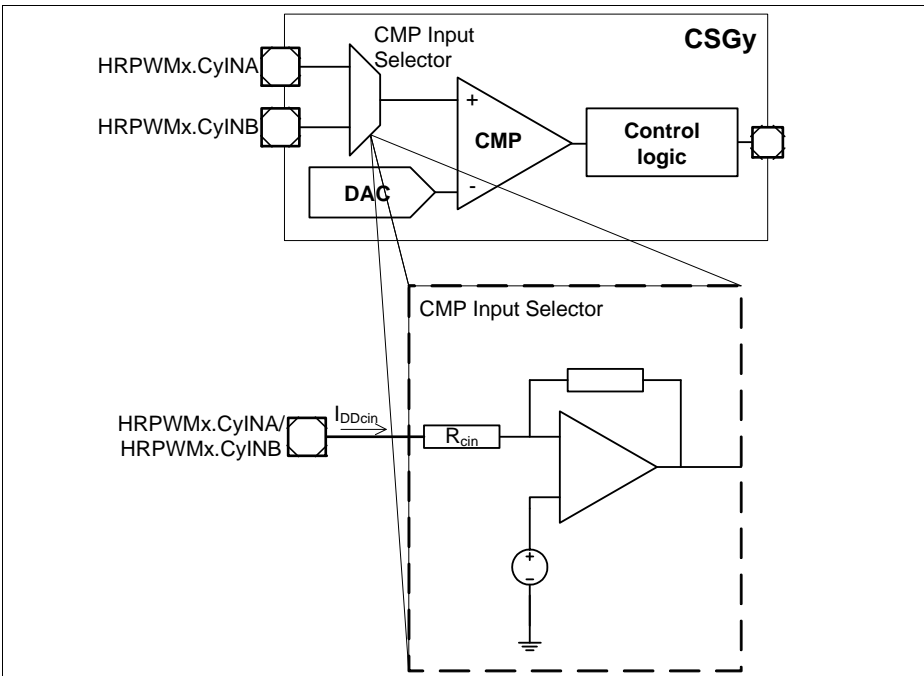 CMP Input
Selector
CSGy
HRPWMx.CyINA
HRPWMx.CyINB
+
CMP
-
Control
logic
DAC
CMP Input Selector
HRPWMx.CyINA/
HRPWMx.CyINB
IDDcin
Rcin
+
-